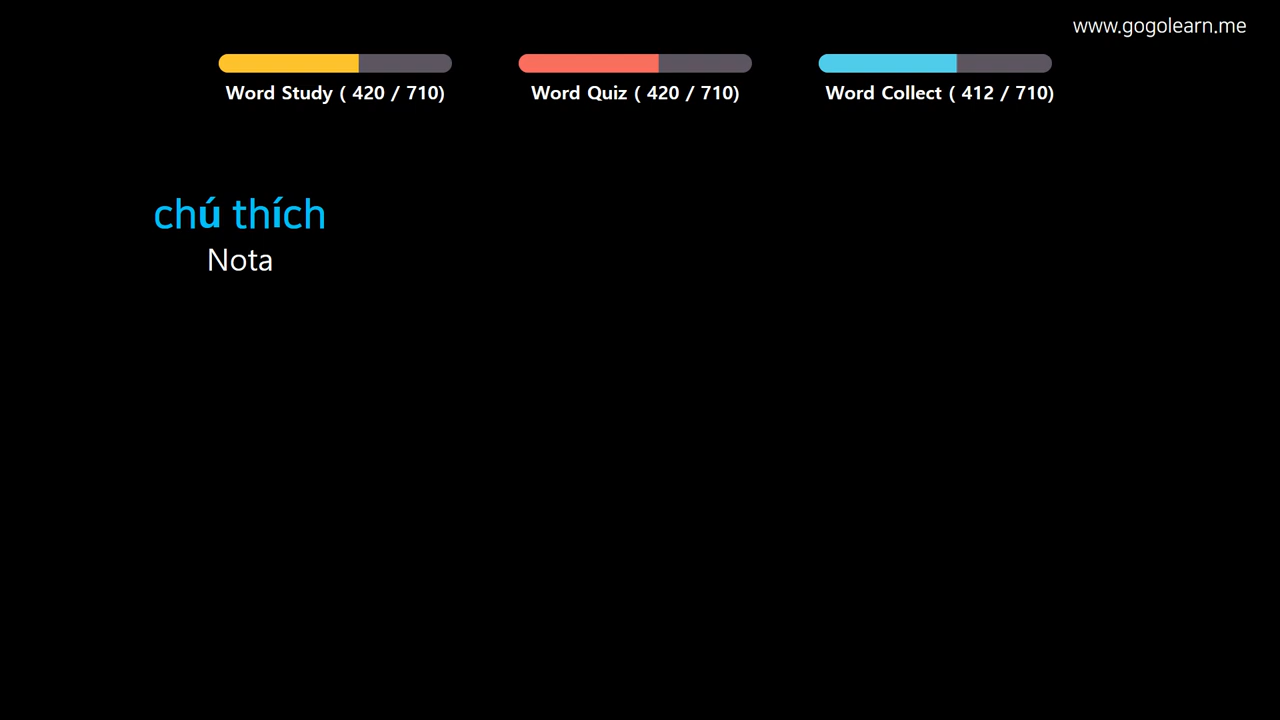 www.gogolearn.me
Word Study ( 420 / 710)
Word Quiz ( 420 / 710)
Word Collect ( 412 / 710)
chú thích
Nota